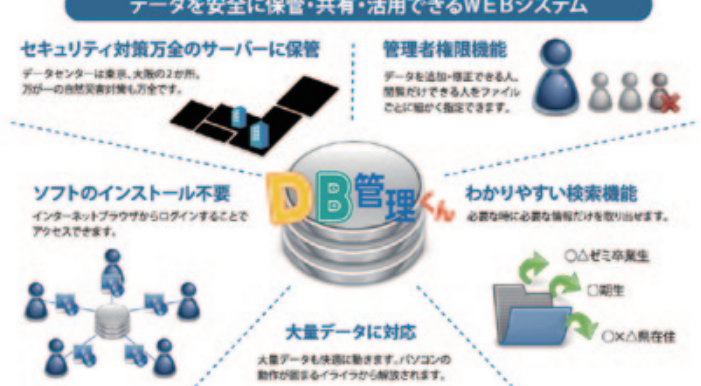 データを安全に保管・共有・活用できるWEBシステム
セキュリティ対策万全のサーバーに保管
データセンターは東京、大阪の2か所。
万が一の自然災害対策も万全です。
管理者権限機能
データを追加・修正できる人、
閲覧だけできる人をファイル
ごとに細かく指定できます。
DB管理くん
ソフトのインストール不要
インターネットブラウザからログインすることで
アクセスできます。
わかりやすい検索機能
必要な時に必要な情報だけを取り出せます。
○△ゼミ卒業生
○期生
○×△県在住
大量データに対応
大量データも快適に動きます。パソコンの
動作が固まるイライラから解放されます。